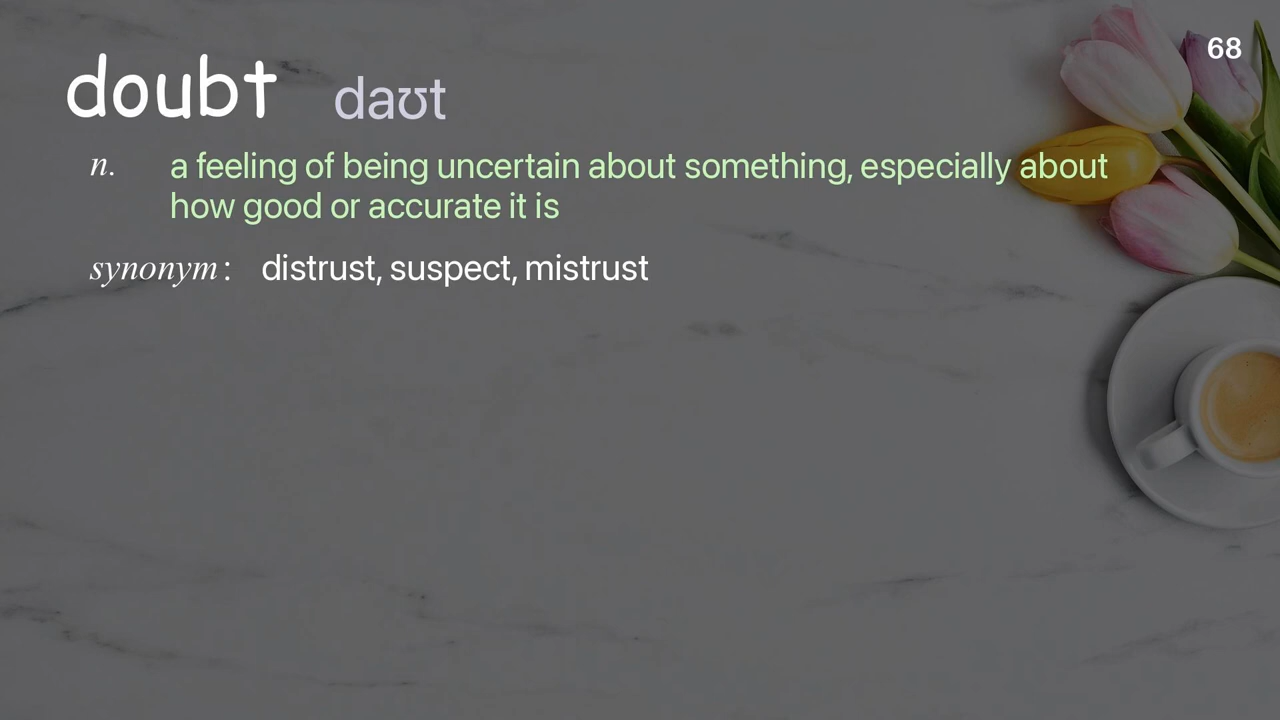 68
doubt daʊt
n. a feeling of being uncertain about something, especially about
how good or accurate it is
synonym: distrust, suspect, mistrust